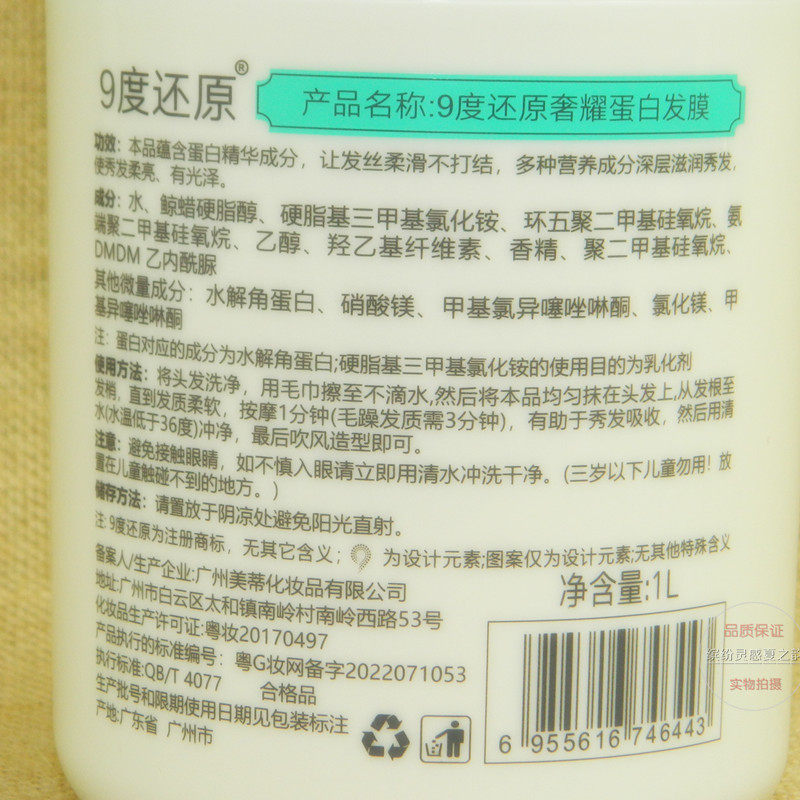 9度还原®
产品名称:9度还原奢耀蛋白发膜
功效：本品蕴含蛋白精华成分，让发丝柔滑不打结，多种营养成分深层滋润秀发，
使秀发柔亮、有光泽。
成分：水、鲸蜡硬脂醇、硬脂基三甲基氯化铵、环五聚二甲基硅氧烷、氨
端聚二甲基硅氧烷、乙醇、羟乙基纤维素、香精、聚二甲基硅氧烷、
DMDM 乙内酰脲
其他微量成分：水解角蛋白、硝酸镁、甲基氯异噻唑啉酮、氯化镁、甲
基异噻唑啉酮
注：蛋白对应的成分为水解角蛋白;硬脂基三甲基氯化铵的使用目的为乳化剂
使用方法：将头发洗净，用毛巾擦至不滴水,然后将本品均匀抹在头发上,从发根至
发梢，直到发质柔软，按摩1分钟(毛躁发质需3分钟)，有助于秀发吸收，然后用清
水(水温低于36度)冲净，最后吹风造型即可。
注意：避免接触眼睛，如不慎入眼请立即用清水冲洗干净。(三岁以下儿童勿用！放
置在儿童触碰不到的地方。)
储存方法：请置放于阴凉处避免阳光直射。
注:9度还原为注册商标，无其它含义；为设计元素;图案仅为设计元素;无其他特殊含义
备案人/生产企业:广州美蒂化妆品有限公司
地址:广州市白云区太和镇南岭村南岭西路53号
化妆品生产许可证:粤妆20170497
产品执行的标准编号：粤G妆网备字2022071053
执行标准:QB/T 4077 合格品
生产批号和限期使用日期见包装标注
产地:广东省 广州市
净含量:1L
6 955616 746443
品质保证
缤纷灵感夏之韵
实物拍摄